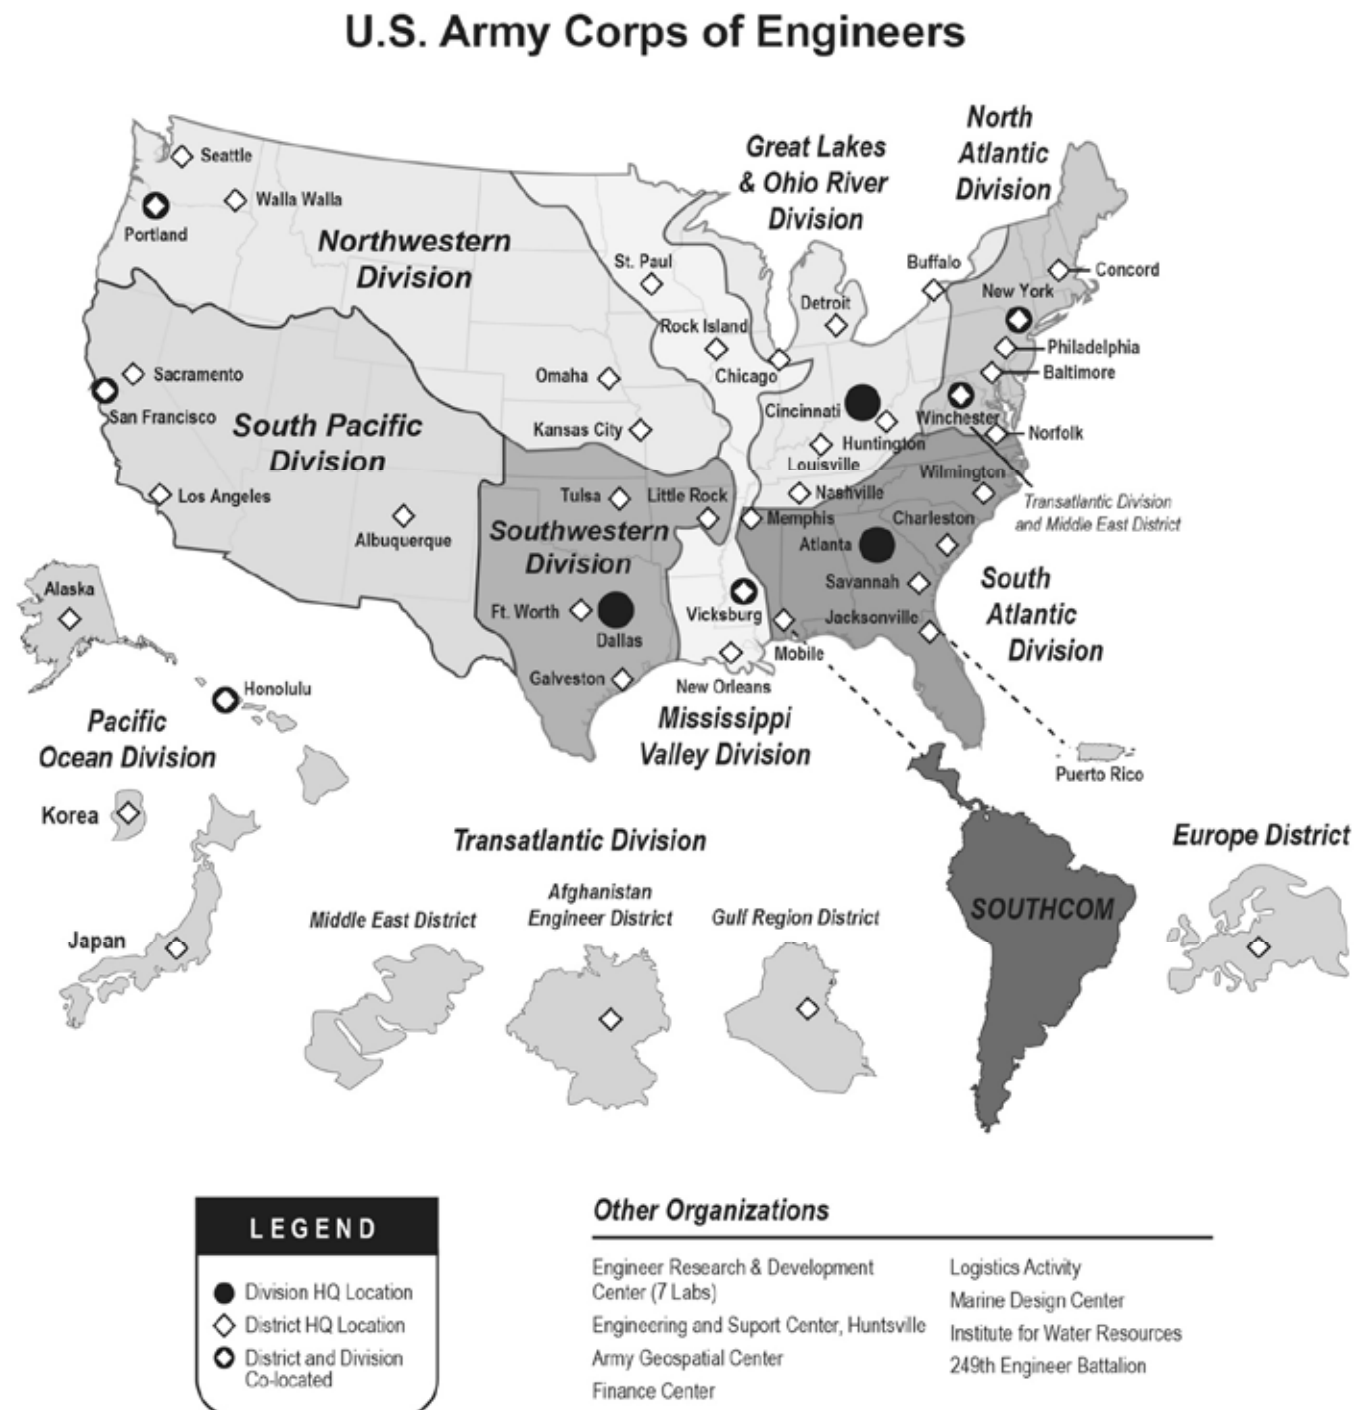 U.S. Army Corps of Engineers
North
Atlantic
Division
Great Lakes
& Ohio River
Division
Seattle
Walla Walla
Portland
Northwestern
Division
St. Paul
Buffalo
Concord
New York
Detroit
Rock Island
Philadelphia
Chicago
Baltimore
Omaha
Sacramento
San Francisco
South Pacific
Division
Kansas City
Cincinnati
Huntington
Winchester
Norfolk
Louisville
Wilmington
Los Angeles
Tulsa
Little Rock
Nashville
Transatlantic Division
and Middle East District
Albuquerque
Southwestern
Division
Memphis
Charleston
Atlanta
Savannah
South
Atlantic
Division
Alaska
Ft. Worth
Dallas
Vicksburg
Jacksonville
Mobile
Galveston
New Orleans
Mississippi
Valley Division
Honolulu
Pacific
Ocean Division
Puerto Rico
Korea
Japan
Transatlantic Division
Middle East District
Afghanistan
Engineer District
Gulf Region District
SOUTHCOM
Europe District
LEGEND
Division HQ Location
District HQ Location
District and Division
Co-located
Other Organizations
Engineer Research & Development
Center (7 Labs)
Engineering and Suport Center, Huntsville
Army Geospatial Center
Finance Center
Logistics Activity
Marine Design Center
Institute for Water Resources
249th Engineer Battalion